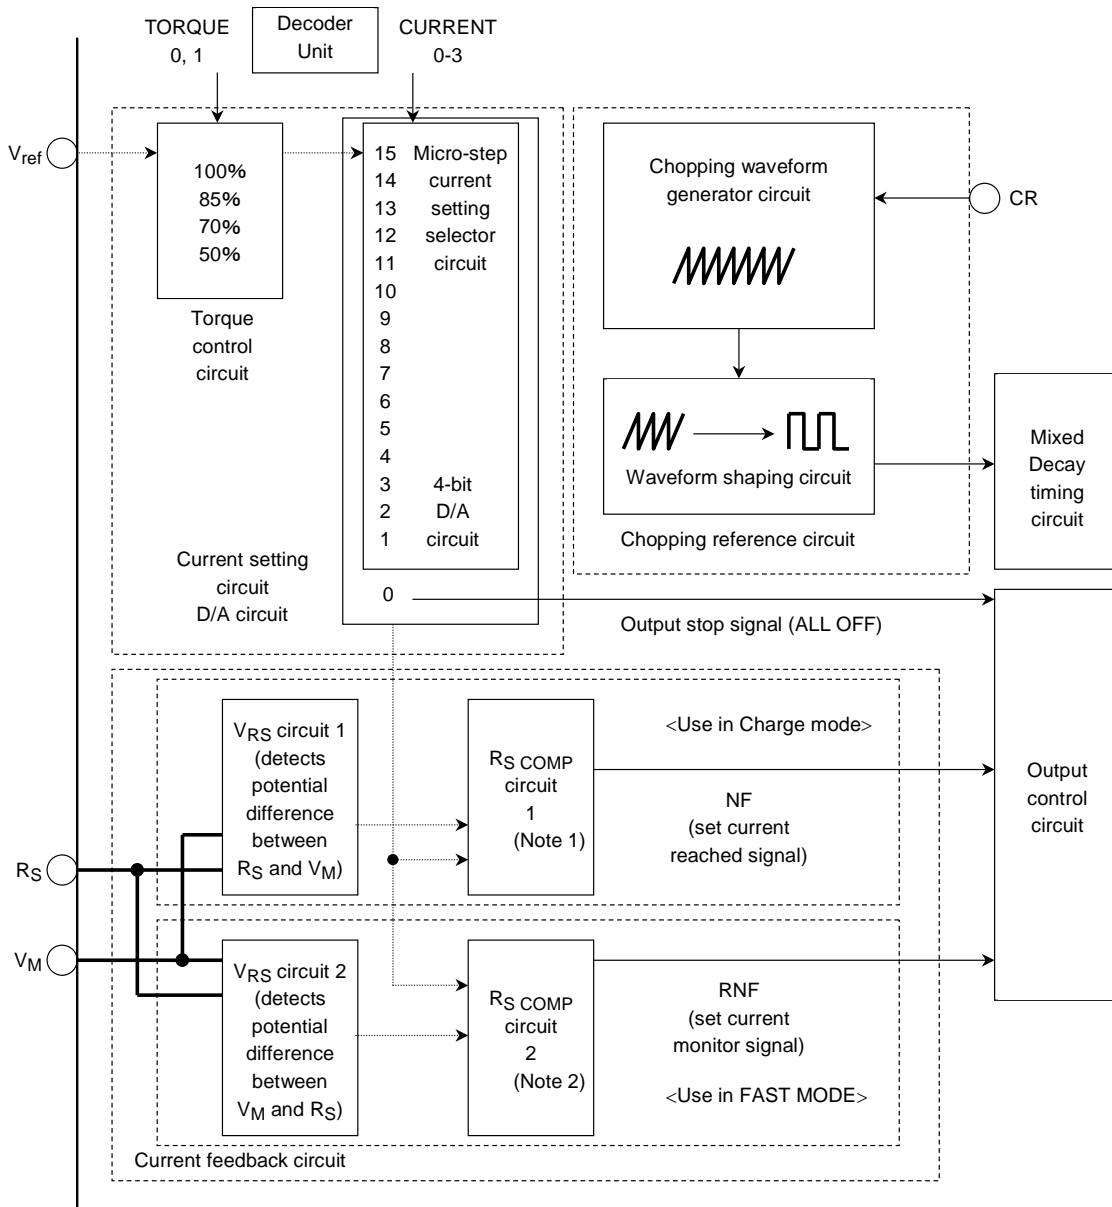 TORQUE
0, 1
Decoder
Unit
CURRENT
0-3
Vref
100%
85%
70%
50%
Torque
control
circuit
15 Micro-step
14 current
13 setting
12 selector
11 circuit
10
9
8
7
6
5
4
3 4-bit
2 D/A
1 circuit
0
Current setting
circuit
D/A circuit
Chopping waveform
generator circuit
CR
Waveform shaping circuit
Chopping reference circuit
Mixed
Decay
timing
circuit
Output stop signal (ALL OFF)
VRS circuit 1
(detects
potential
difference
between
RS and VM)
RS COMP
circuit
1
(Note 1)
<Use in Charge mode>
NF
(set current
reached signal)
Output
control
circuit
RS
VM
VRS circuit 2
(detects
potential
difference
between
VM and RS)
RS COMP
circuit
2
(Note 2)
RNF
(set current
monitor signal)
<Use in FAST MODE>
Current feedback circuit